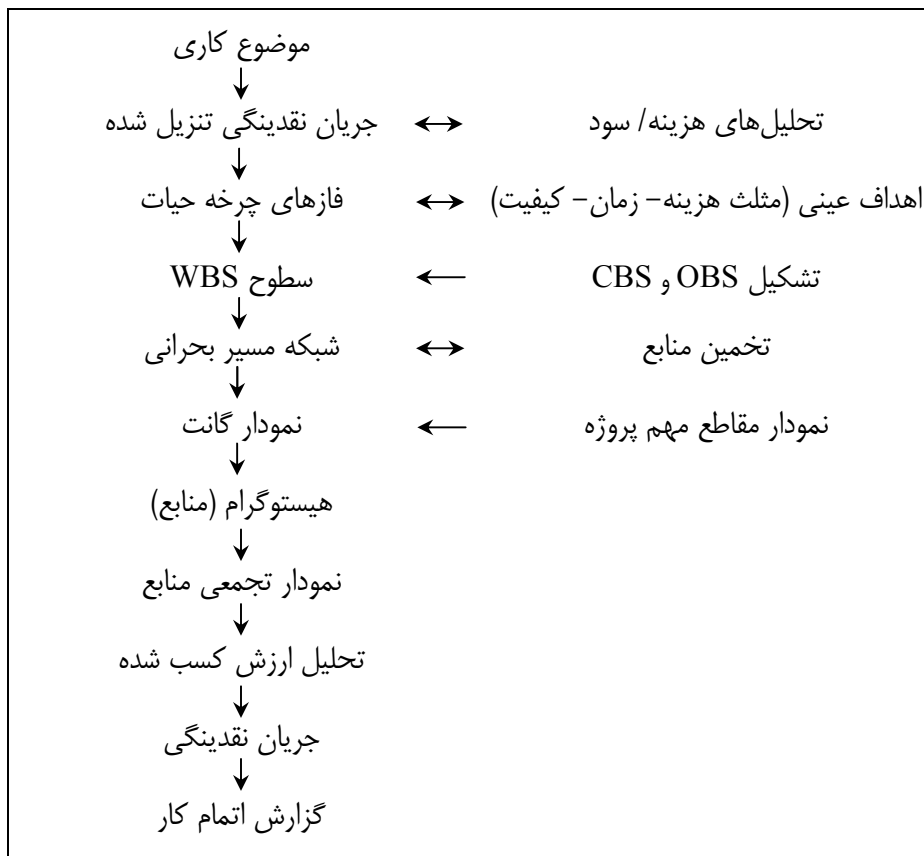 موضوع کاری
تحلیل‌های هزینه/ سود ↔ جریان نقدینگی تنزیل شده
اهداف عینی (مثلث هزینه– زمان– کیفیت) ↔ فازهای چرخه حیات
تشکیل OBS و CBS ← سطوح WBS
تخمین منابع ↔ شبکه مسیر بحرانی
نمودار مقاطع مهم پروژه ← نمودار گانت
هیستوگرام (منابع)
نمودار تجمعی منابع
تحلیل ارزش کسب شده
جریان نقدینگی
گزارش اتمام کار